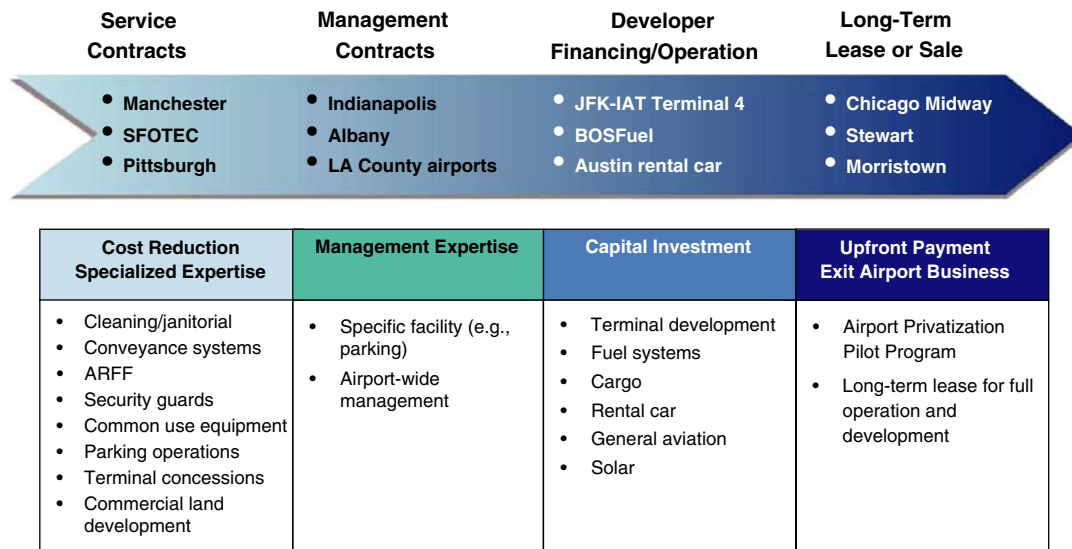 Service
Contracts
Management
Contracts
Developer
Financing/Operation
Long-Term
Lease or Sale
• Manchester
• SFOTEC
• Pittsburgh
• Indianapolis
• Albany
• LA County airports
• JFK-IAT Terminal 4
• BOSFuel
• Austin rental car
• Chicago Midway
• Stewart
• Morristown
Cost Reduction
Specialized Expertise
• Cleaning/janitorial
• Conveyance systems
• ARFF
• Security guards
• Common use equipment
• Parking operations
• Terminal concessions
• Commercial land
development
Management Expertise
• Specific facility (e.g.,
parking)
• Airport-wide
management
Capital Investment
• Terminal development
• Fuel systems
• Cargo
• Rental car
• General aviation
• Solar
Upfront Payment
Exit Airport Business
• Airport Privatization
Pilot Program
• Long-term lease for full
operation and
development